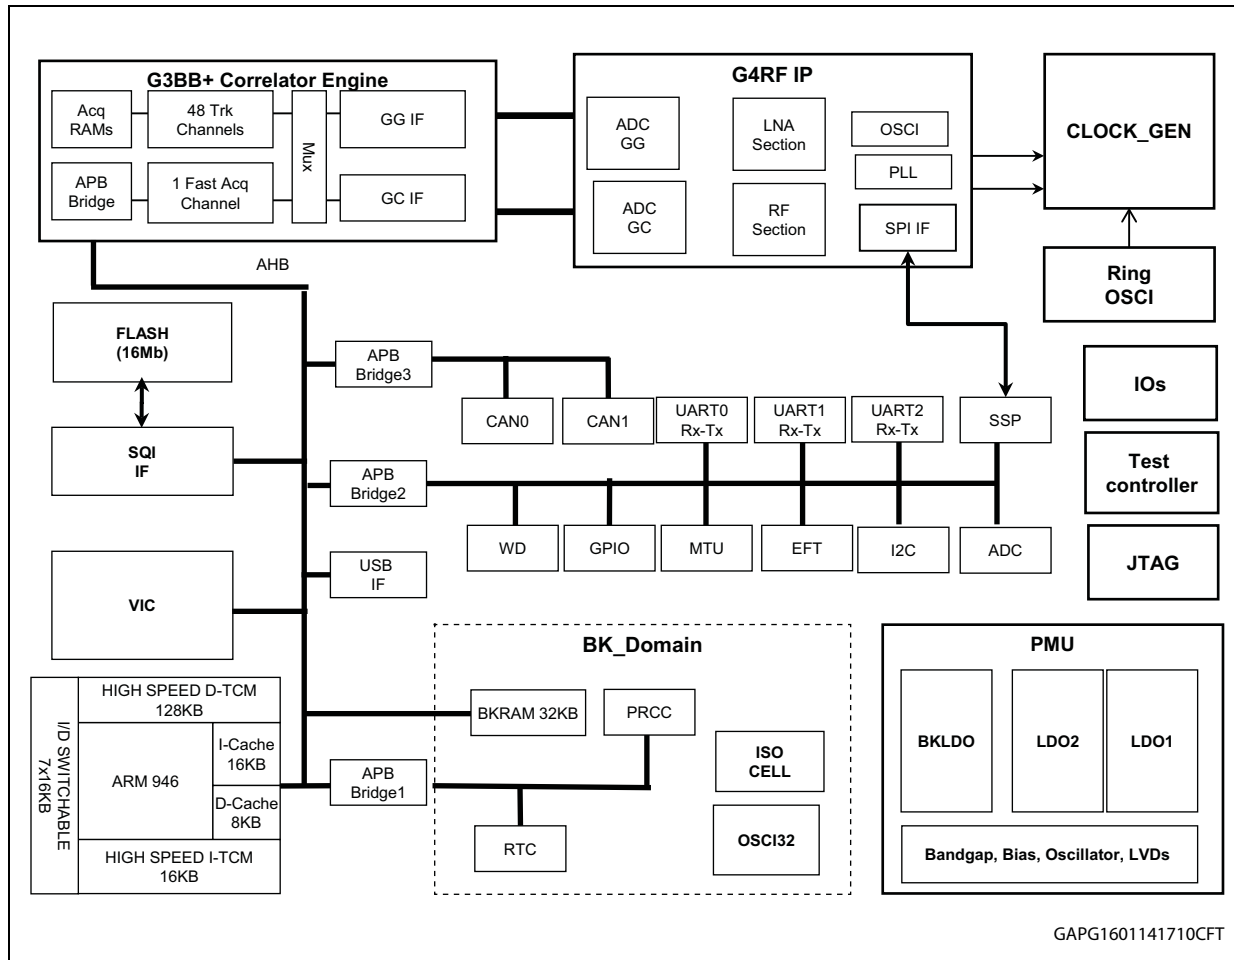 G3BB+ Correlator Engine
Acq
RAMs
48 Trk
Channels
Mux
GG IF
APB
Bridge
1 Fast Acq
Channel
GC IF
G4RF IP
ADC
GG
LNA
Section
OSCI
PLL
ADC
GC
RF
Section
SPI IF
CLOCK_GEN
Ring
OSCI
AHB
FLASH
(16Mb)
APB
Bridge3
IOs
CAN0
CAN1
UART0
Rx-Tx
UART1
Rx-Tx
UART2
Rx-Tx
SSP
SQI
IF
Test
controller
APB
Bridge2
WD
GPIO
MTU
EFT
I2C
ADC
JTAG
USB
IF
VIC
BK_Domain
PMU
I/D SWITCHABLE
7x16KB
HIGH SPEED D-TCM
128KB
ARM 946
I-Cache
16KB
D-Cache
8KB
HIGH SPEED I-TCM
16KB
BKRAM 32KB
PRCC
ISO
CELL
APB
Bridge1
RTC
OSCI32
BKLDO
LDO2
LDO1
Bandgap, Bias, Oscillator, LVDs
GAPG1601141710CFT